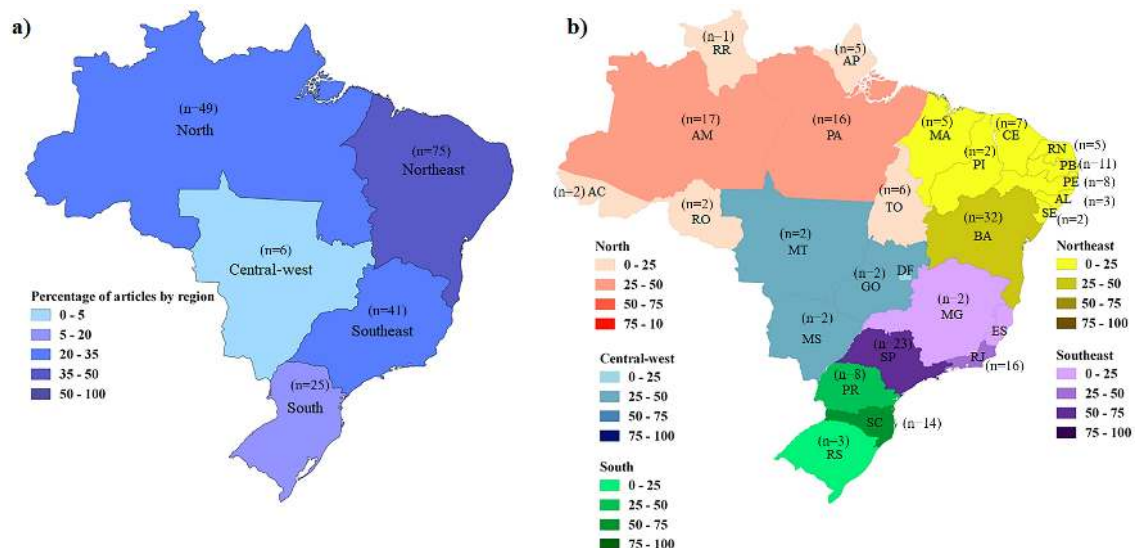 a)
(n=49)
North
(n=75)
Northeast
(n=6)
Central-west
(n=41)
Southeast
(n=25)
South
Percentage of articles by region
0 - 5
5 - 20
20 - 35
35 - 50
50 - 100
b)
(n=1)
RR
(n=5)
AP
(n=17)
AM
(n=16)
PA
(n=5)
MA
(n=7)
CE
(n=2)
PI
RN (n=5)
PB (n=11)
PE (n=8)
AL (n=3)
SE (n=2)
(n=2) AC
(n=2)
RO
(n=6)
TO
(n=32)
BA
(n=2)
MT
(n=2)
GO
DF
(n=2)
MS
(n=2)
MG
ES
(n=23)
SP
RJ
(n=16)
(n=8)
PR
SC (n=14)
(n=3)
RS
North
0 - 25
25 - 50
50 - 75
75 - 10
Central-west
0 - 25
25 - 50
50 - 75
75 - 100
South
0 - 25
25 - 50
50 - 75
75 - 100
Northeast
0 - 25
25 - 50
50 - 75
75 - 100
Southeast
0 - 25
25 - 50
50 - 75
75 - 100